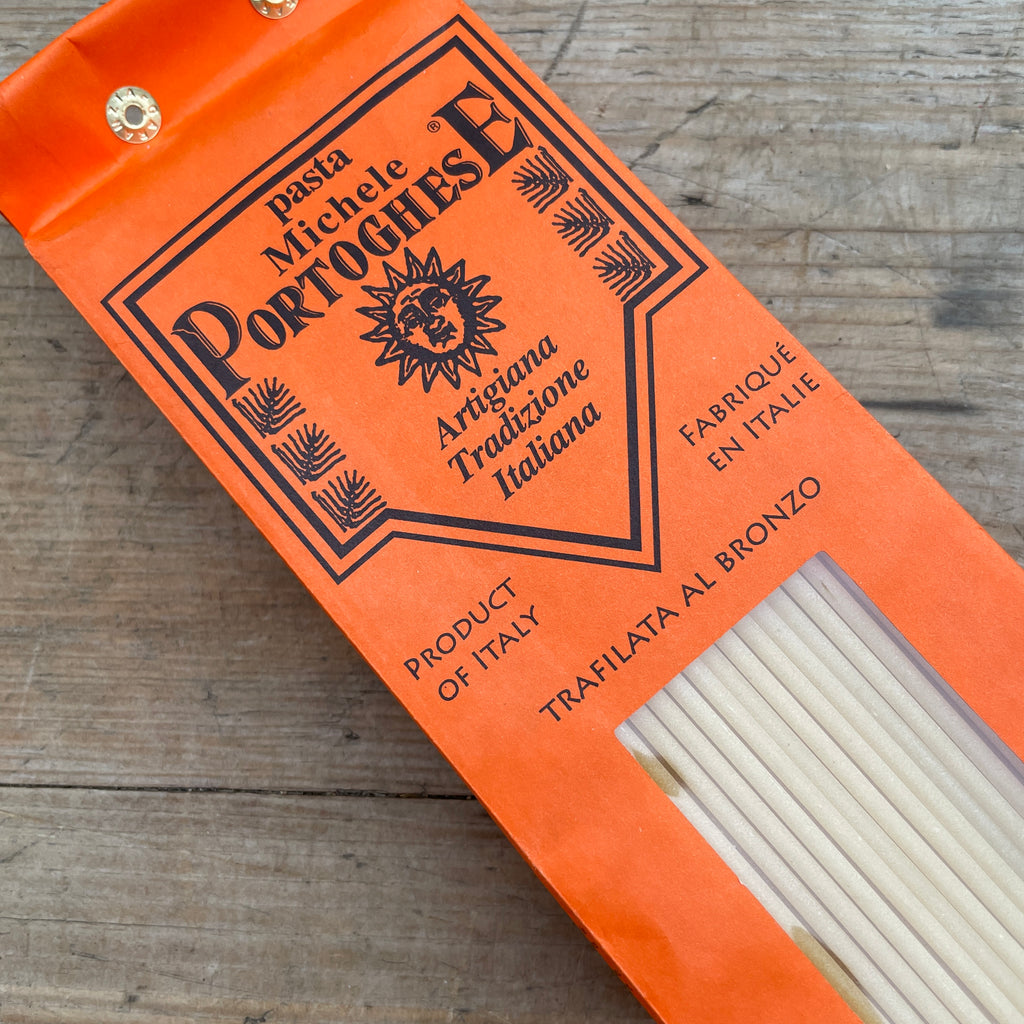 pasta
Michele
PORTOGHESE®
Artigiana
Tradizione
Italiana
FABRIQUÉ
EN ITALIE
PRODUCT
OF ITALY
TRAFILATA AL BRONZO